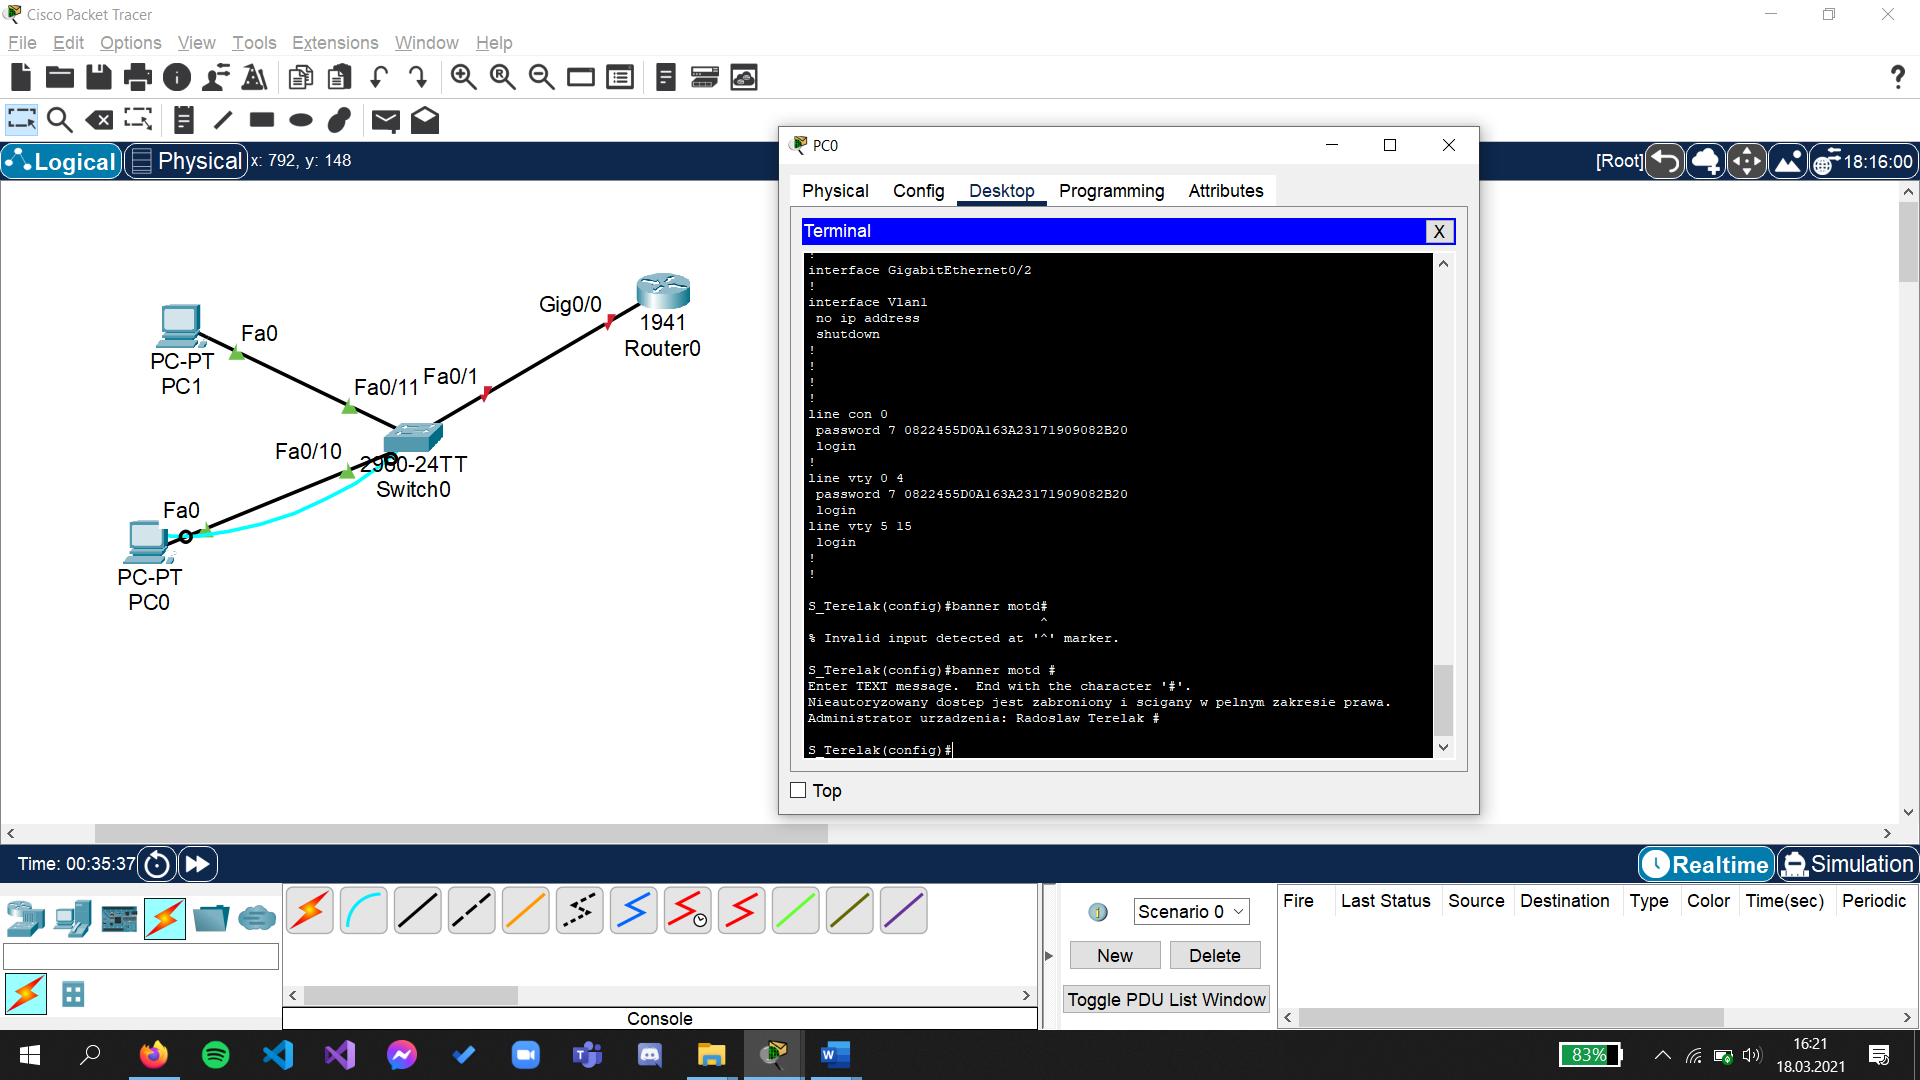 Cisco Packet Tracer
File Edit Options View Tools Extensions Window Help
Logical Physical x: 792, y: 148
[Root] 18:16:00
PC0
Physical Config Desktop Programming Attributes
Terminal X
!
interface GigabitEthernet0/2
!
interface Vlan1
no ip address
shutdown
!
!
!
!
line con 0
password 7 0822455D0A163A23171909082B20
login
!
line vty 0 4
password 7 0822455D0A163A23171909082B20
login
line vty 5 15
login
!
!
S_Terelak(config)#banner motd#
^
% Invalid input detected at '^' marker.
S_Terelak(config)#banner motd #
Enter TEXT message. End with the character '#'.
Nieautoryzowany dostep jest zabroniony i scigany w pelnym zakresie prawa.
Administrator urzadzenia: Radoslaw Terelak #
S_Terelak(config)#
Top
Gig0/0
1941
Router0
Fa0
PC-PT
PC1
Fa0/11
Fa0/1
Fa0/10
2960-24TT
Switch0
Fa0
PC-PT
PC0
Time: 00:35:37
Realtime Simulation
Scenario 0
New Delete
Toggle PDU List Window
Fire Last Status Source Destination Type Color Time(sec) Periodic
Console
83%
16:21
18.03.2021